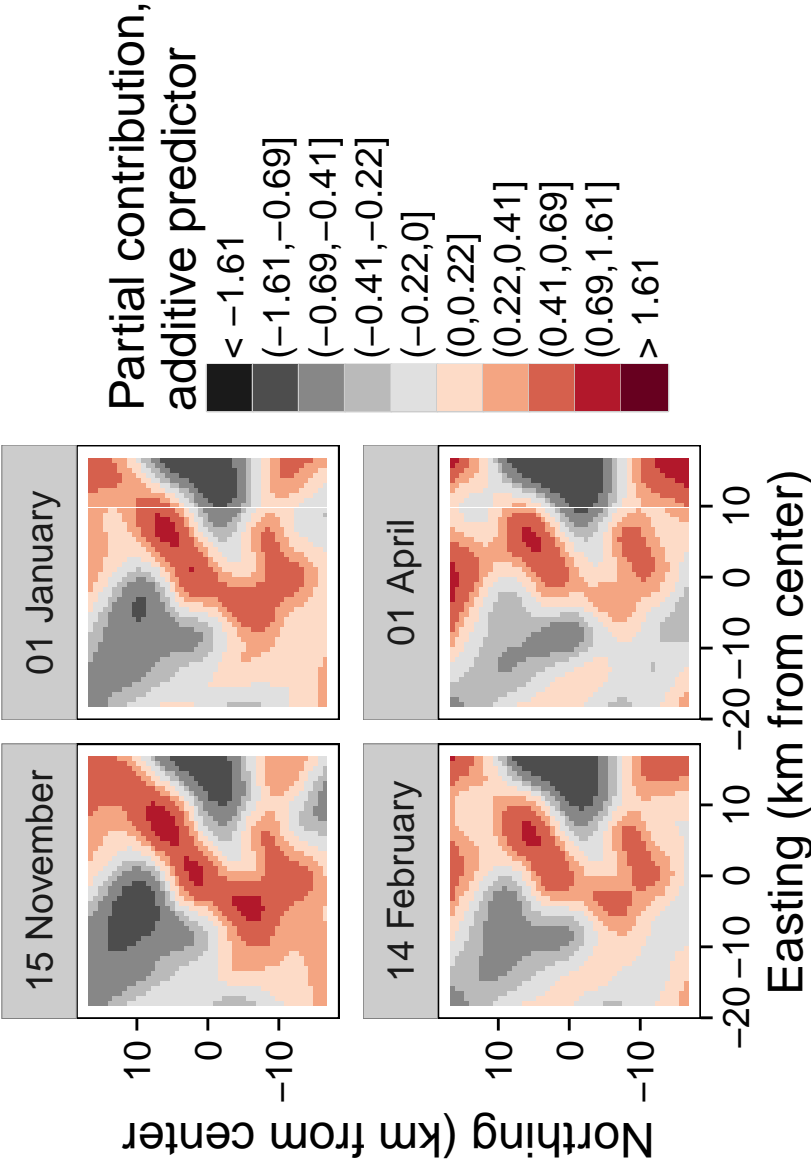 15 November
01 January
10
0
−10
14 February
01 April
10
0
−10
−20 −10 0 10
−20 −10 0 10
Easting (km from center)
Northing (km from center
Partial contribution,
additive predictor
< −1.61
(−1.61,−0.69]
(−0.69,−0.41]
(−0.41,−0.22]
(−0.22,0]
(0,0.22]
(0.22,0.41]
(0.41,0.69]
(0.69,1.61]
> 1.61